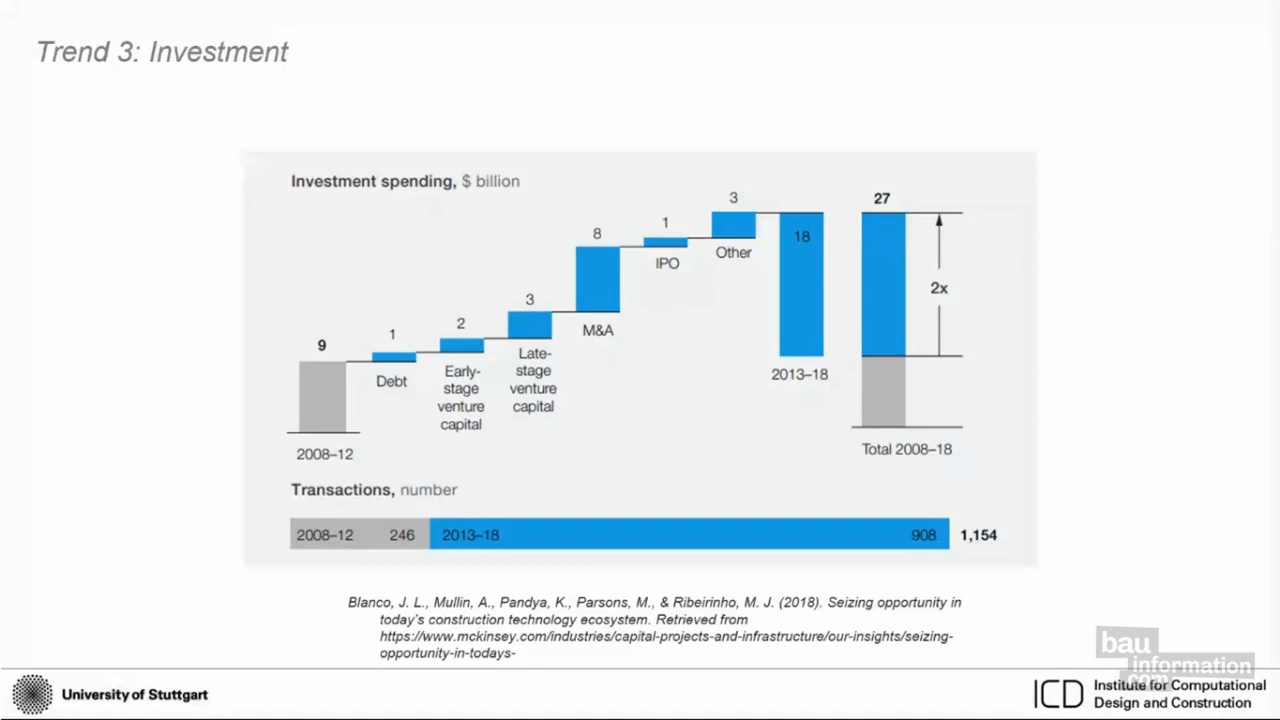 Trend 3: Investment
Investment spending, $ billion
9
1
2
3
8
1
3
18
27
2x
Debt
Early-
stage
venture
capital
Late-
stage
venture
capital
M&A
IPO
Other
2008–12
2013–18
Total 2008–18
Transactions, number
2008–12 246 2013–18 908 1,154
Blanco, J. L., Mullin, A., Pandya, K., Parsons, M., & Ribeirinho, M. J. (2018). Seizing opportunity in
today's construction technology ecosystem. Retrieved from
https://www.mckinsey.com/industries/capital-projects-and-infrastructure/our-insights/seizing-
opportunity-in-todays-
bau
information
com
University of Stuttgart
ICD
Institute for Computational
Design and Construction